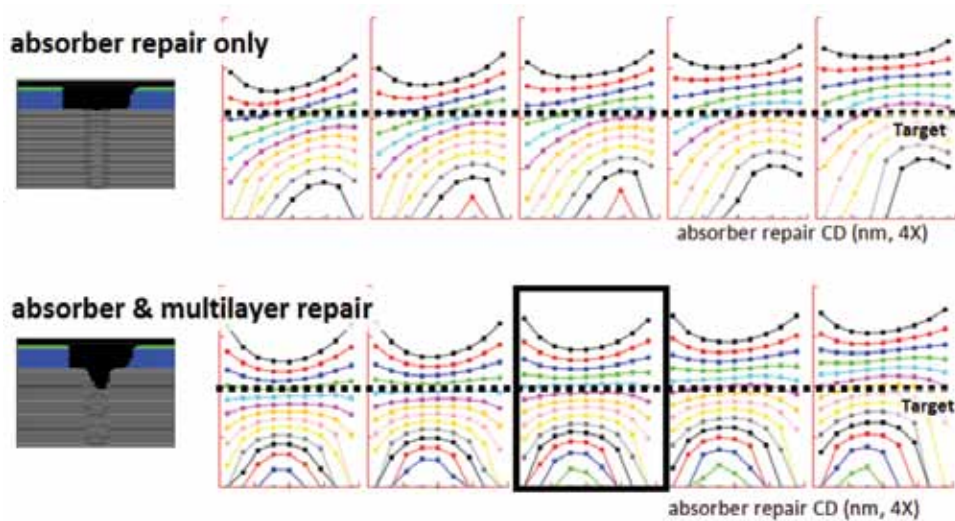 absorber repair only
Target
absorber repair CD (nm, 4X)
absorber & multilayer repair
Target
absorber repair CD (nm, 4X)